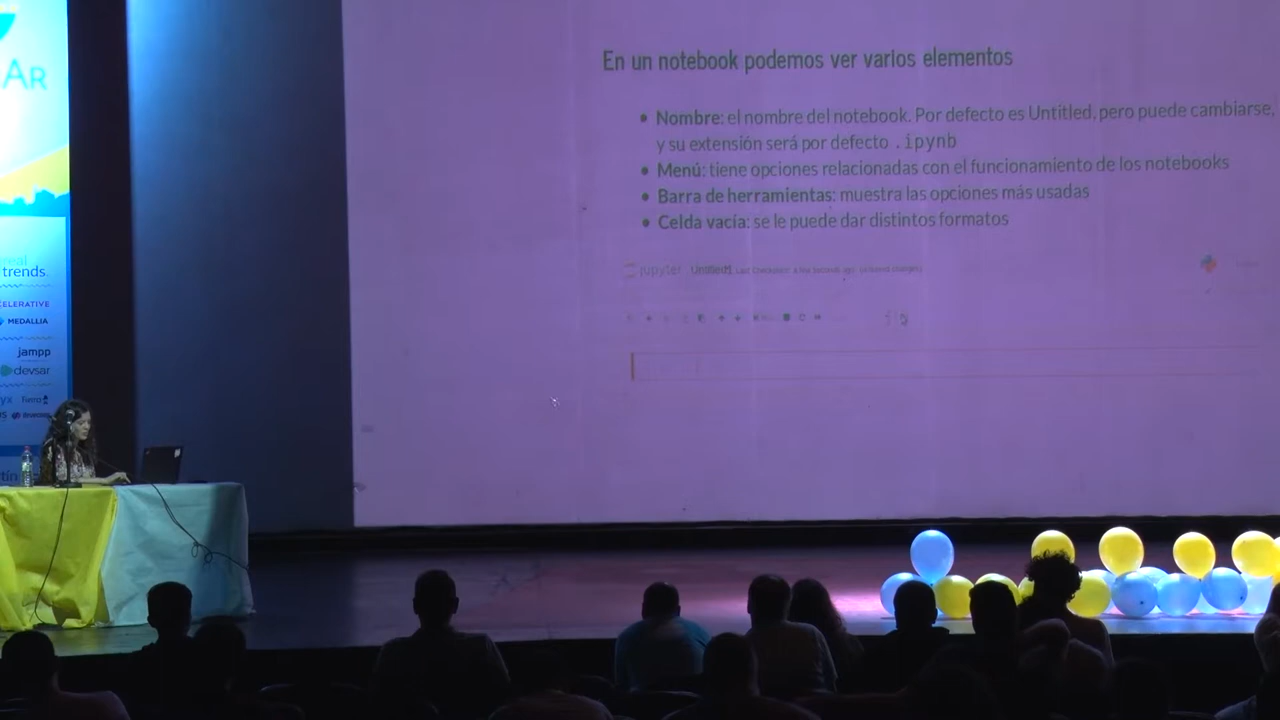 Ar
trends.
CELERATIVE
MEDALLIA
jampp
devsar
En un notebook podemos ver varios elementos
Nombre: el nombre del notebook. Por defecto es Untitled, pero puede cambiarse,
y su extensión será por defecto .ipynb
Menú: tiene opciones relacionadas con el funcionamiento de los notebooks
Barra de herramientas: muestra las opciones más usadas
Celda vacía: se le puede dar distintos formatos
jupyter Untitled1